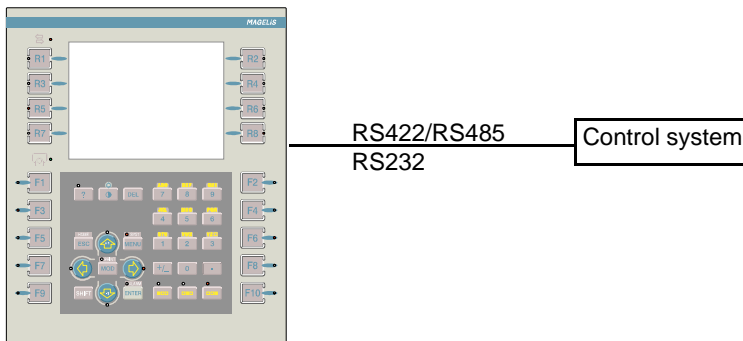 MAGELIS
R1 R2
R3 R4
R5 R6
R7 R8
RS422/RS485
RS232
Control system
F1 F2
? DEL 7 8 9
F3 F4
4 5 6
F5 F6
ESC MENU 1 2 3
F7 F8
MOD +/_ 0 .
F9 F10
SHIFT ENTER